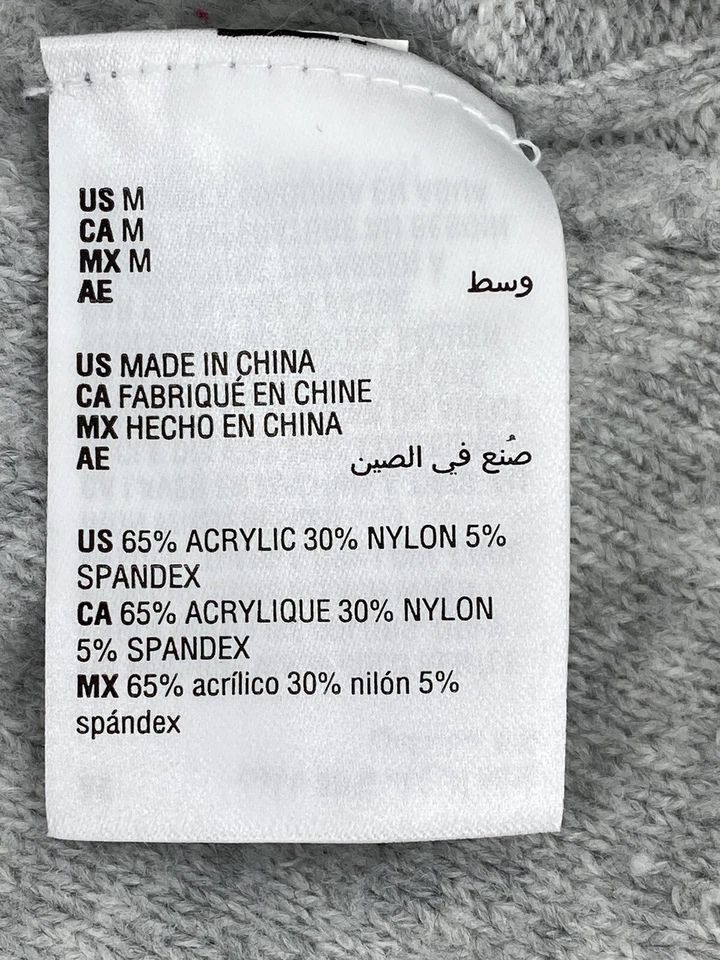 US M
CA M
MX M
AE وسط
US MADE IN CHINA
CA FABRIQUÉ EN CHINE
MX HECHO EN CHINA
AE صُنع في الصين
US 65% ACRYLIC 30% NYLON 5%
SPANDEX
CA 65% ACRYLIQUE 30% NYLON
5% SPANDEX
MX 65% acrílico 30% nilón 5%
spándex